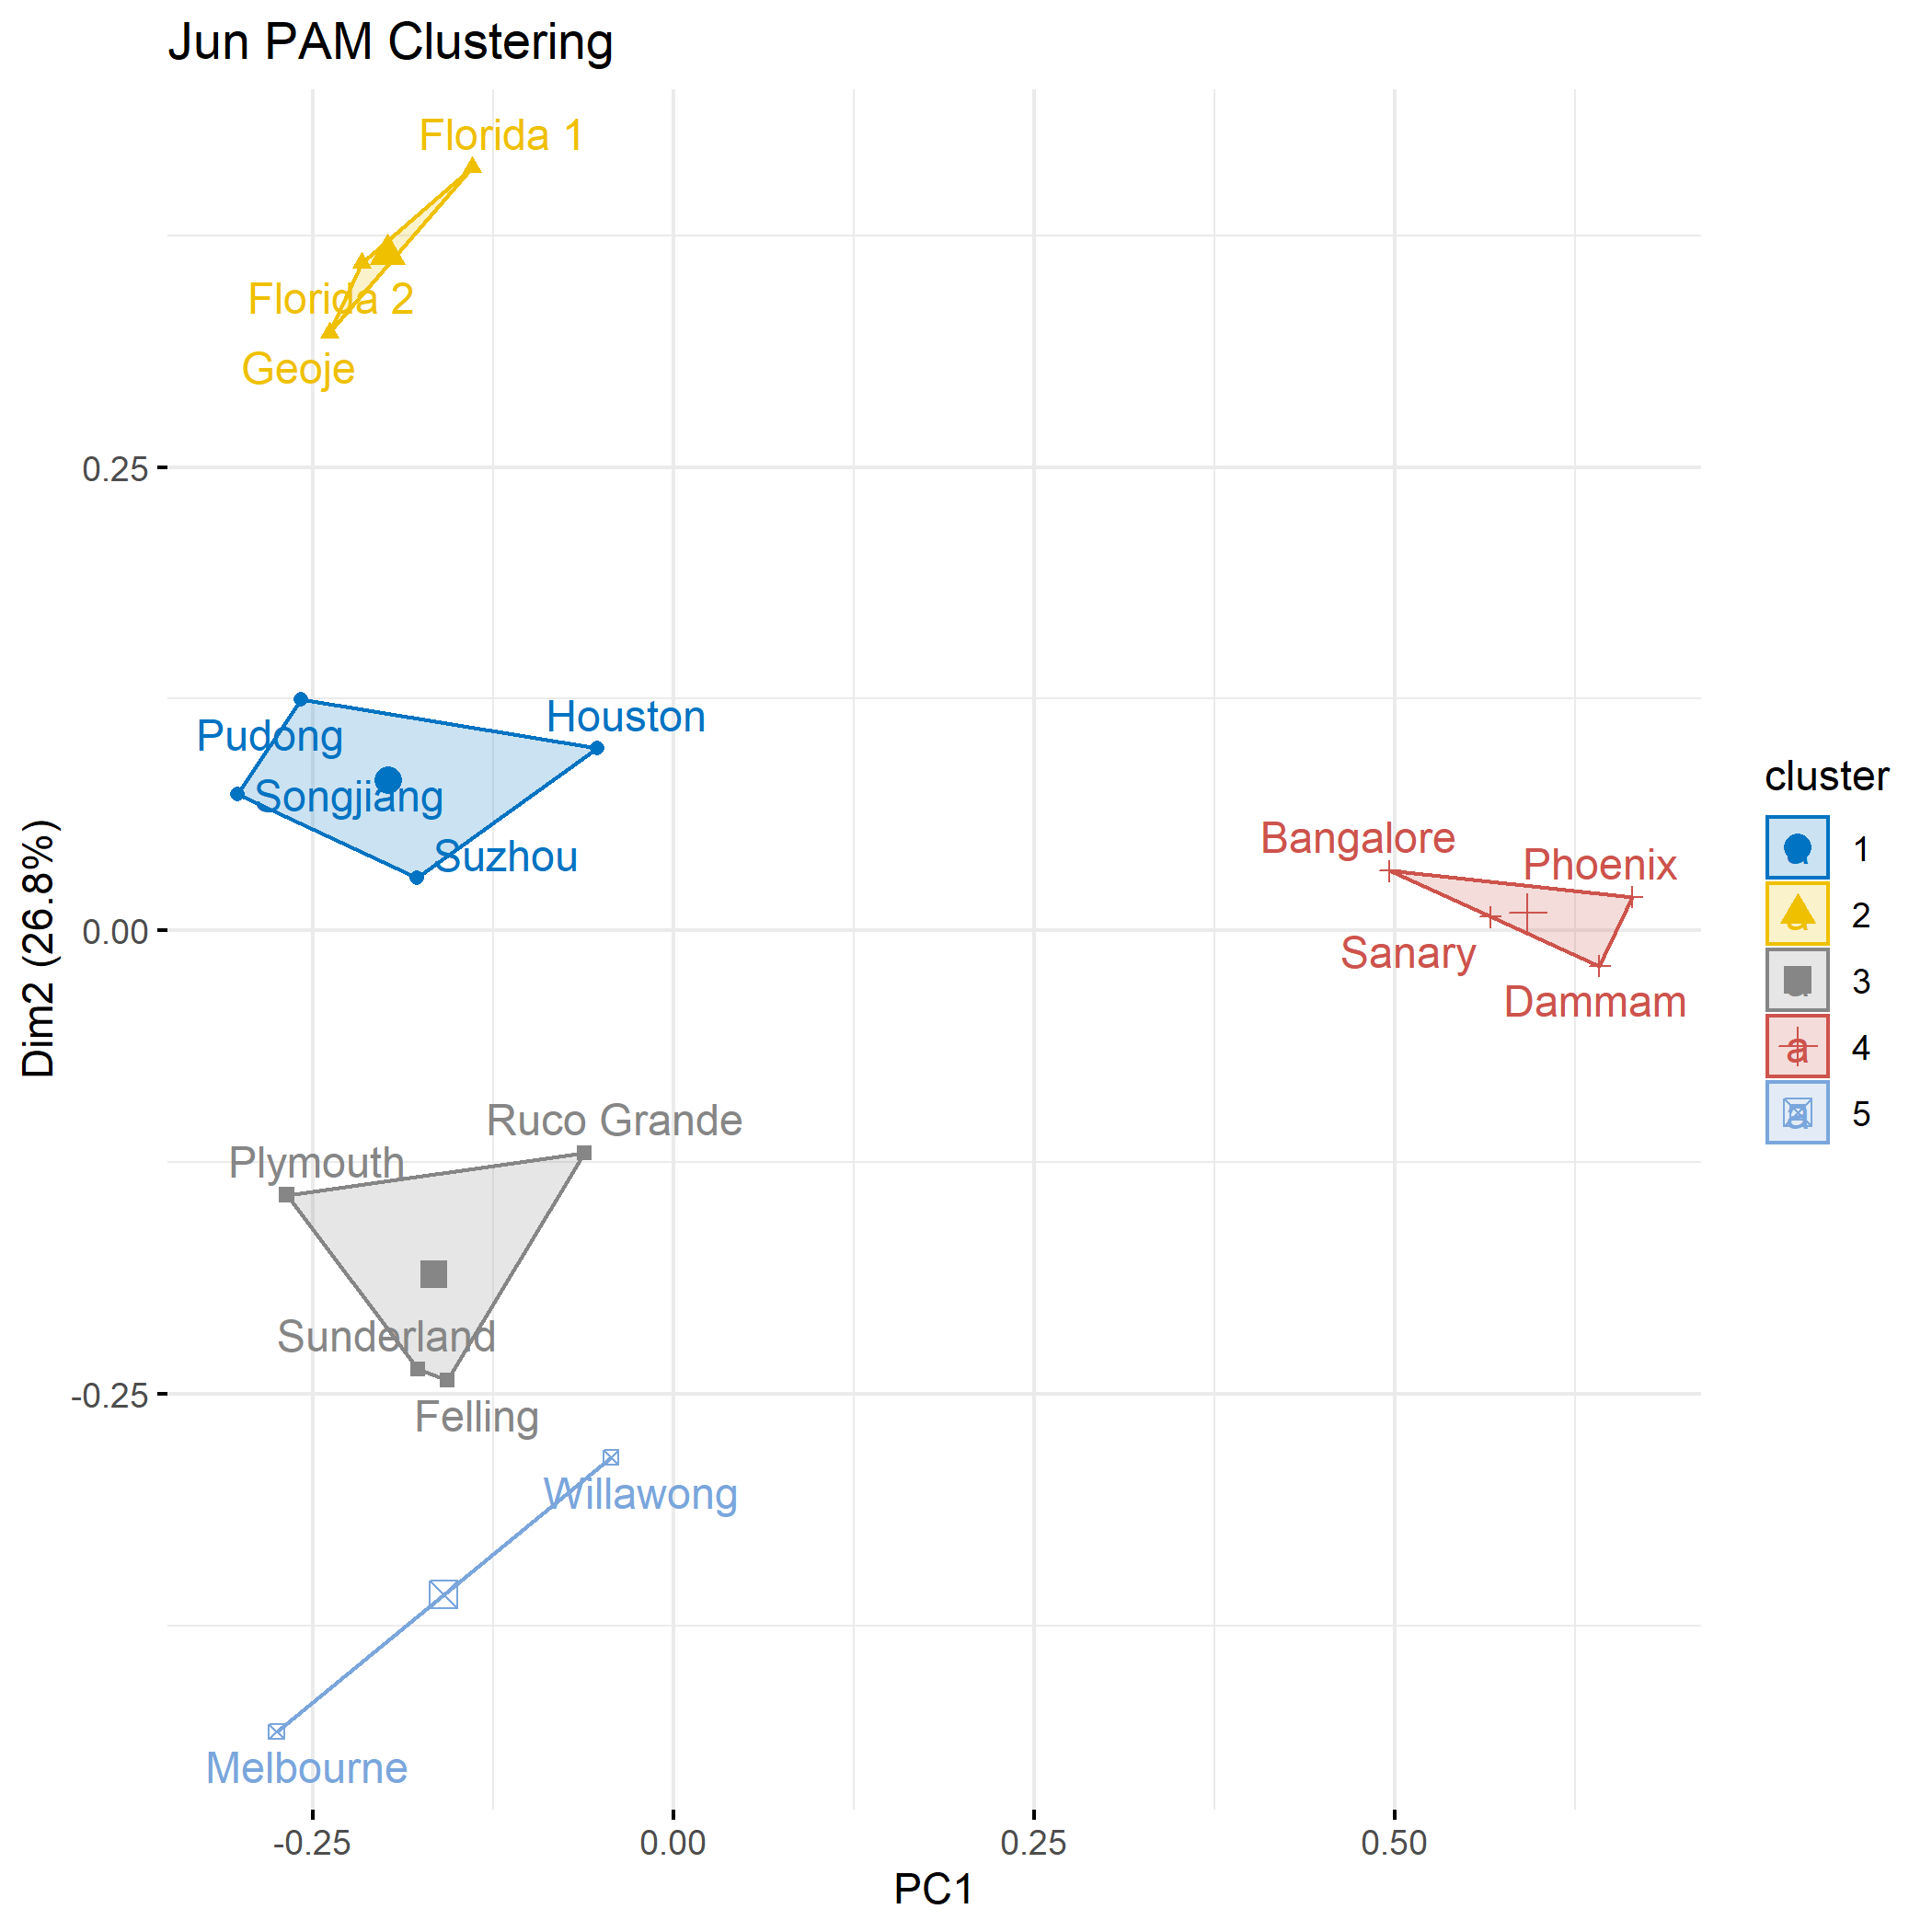 Jun PAM Clustering
Florida 1
Florida 2
Geoje
0.25
Pudong
Houston
Songjiang
Suzhou
Bangalore
Phoenix
Sanary
Dammam
0.00
Dim2 (26.8%)
cluster
a 1
a 2
a 3
a 4
a 5
Ruco Grande
Plymouth
Sunderland
Felling
-0.25
Willawong
Melbourne
-0.25 0.00 0.25 0.50
PC1